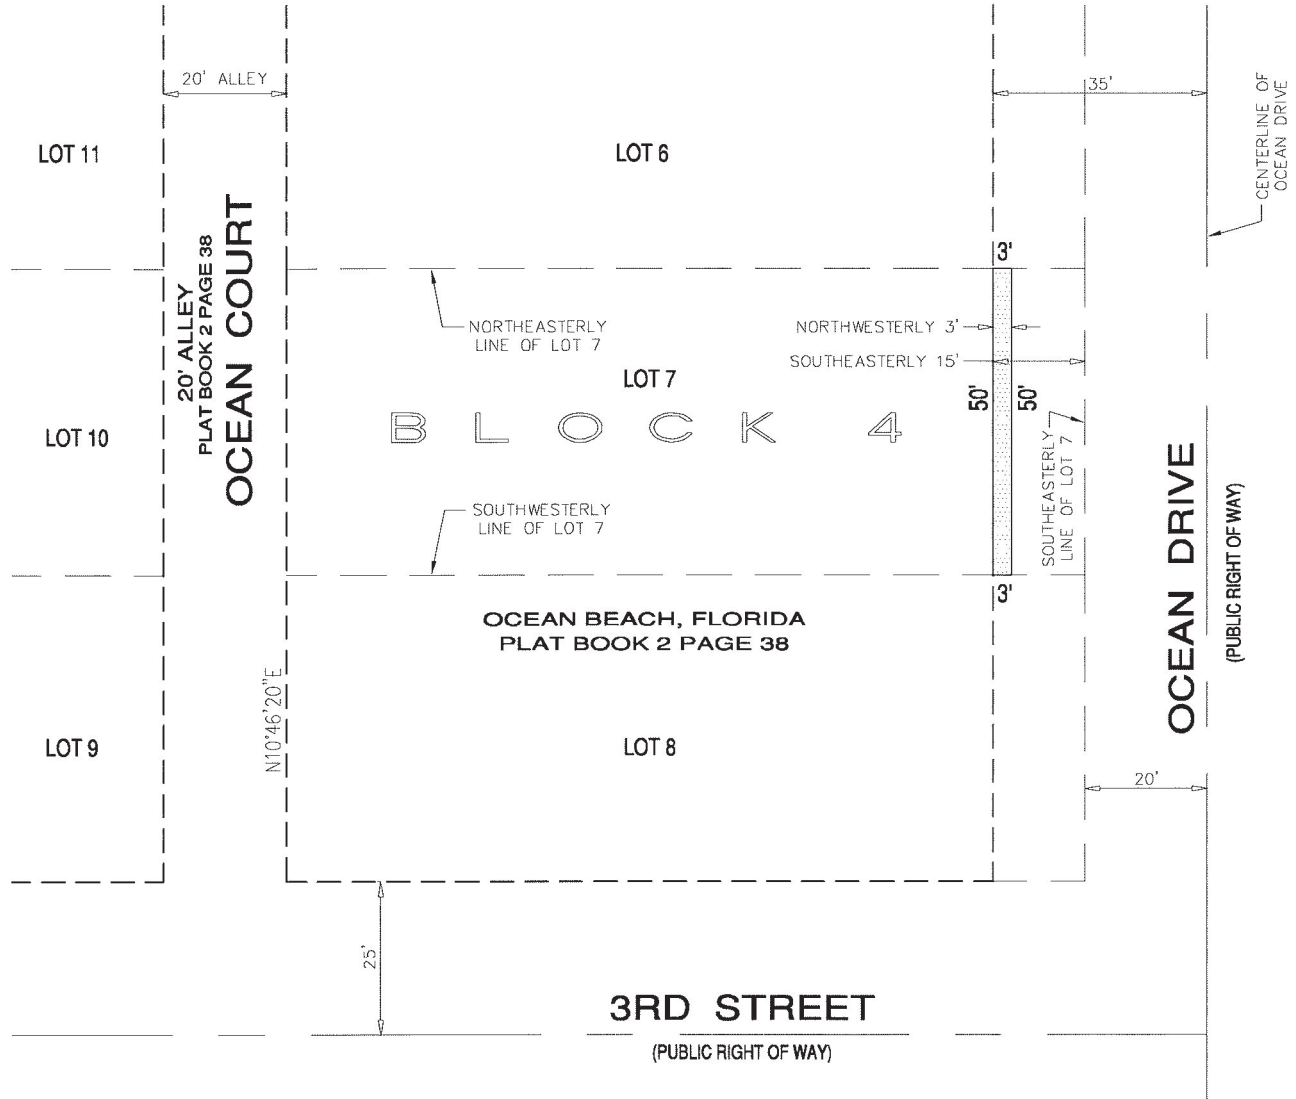 20' ALLEY
35'
CENTERLINE OF
OCEAN DRIVE
LOT 11
LOT 6
20' ALLEY
PLAT BOOK 2 PAGE 38
OCEAN COURT
3'
NORTHEASTERLY
LINE OF LOT 7
NORTHWESTERLY 3'
SOUTHEASTERLY 15'
LOT 7
50'
50'
LOT 10
BLOCK 4
SOUTHEASTERLY
LINE OF LOT 7
OCEAN DRIVE
(PUBLIC RIGHT OF WAY)
SOUTHWESTERLY
LINE OF LOT 7
3'
OCEAN BEACH, FLORIDA
PLAT BOOK 2 PAGE 38
N10°46'20"E
LOT 9
LOT 8
20'
25'
3RD STREET
(PUBLIC RIGHT OF WAY)